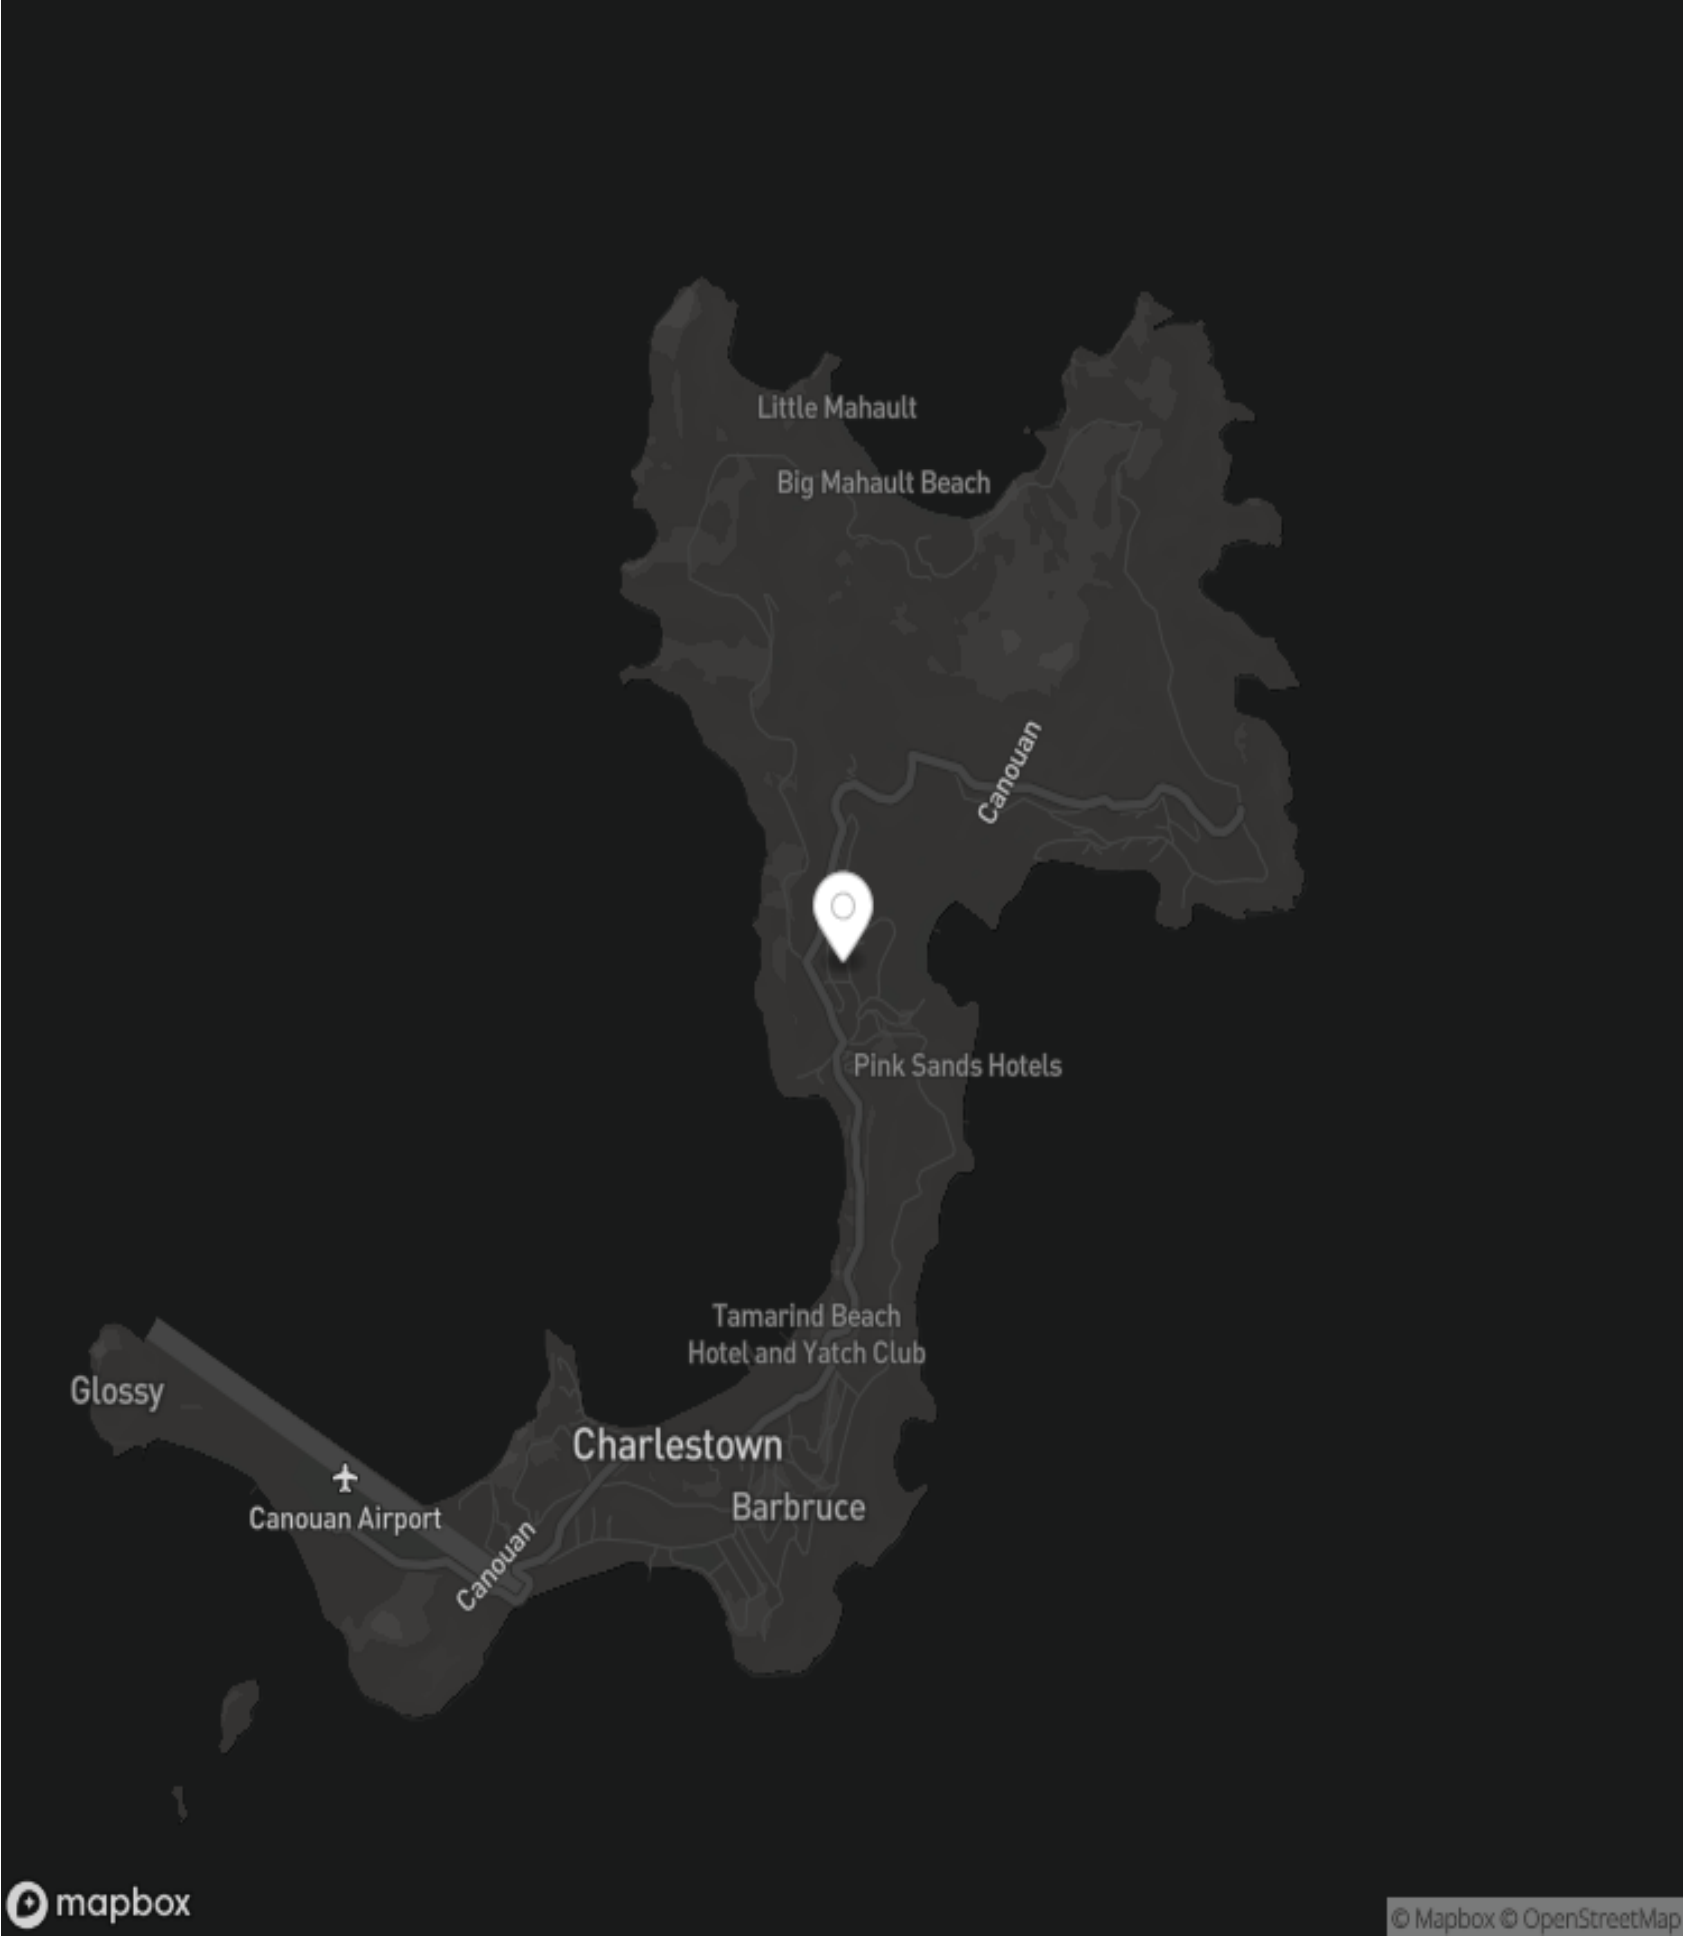 Little Mahault
Big Mahault Beach
Canouan
Pink Sands Hotels
Tamarind Beach
Hotel and Yatch Club
Glossy
Charlestown
Barbruce
Canouan Airport
Canouan
mapbox
© Mapbox © OpenStreetMap